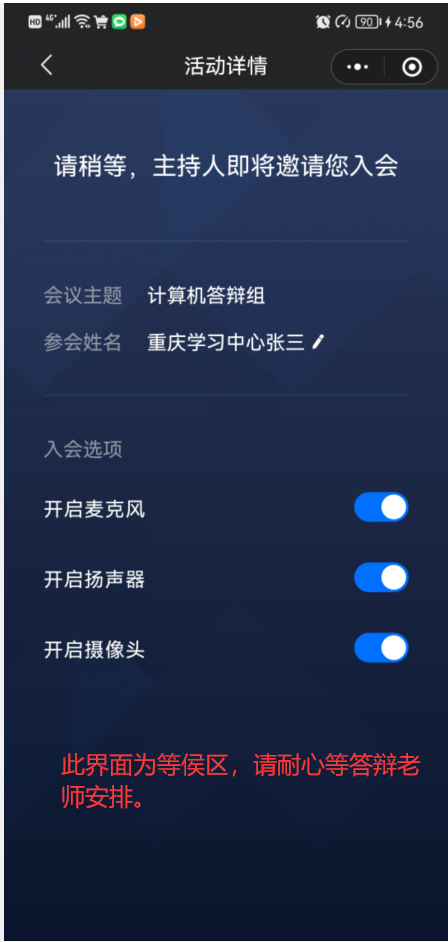 HD 4G+ 90 4:56
活动详情
请稍等，主持人即将邀请您入会
会议主题 计算机答辩组
参会姓名 重庆学习中心张三
入会选项
开启麦克风
开启扬声器
开启摄像头
此界面为等侯区，请耐心等答辩老
师安排。